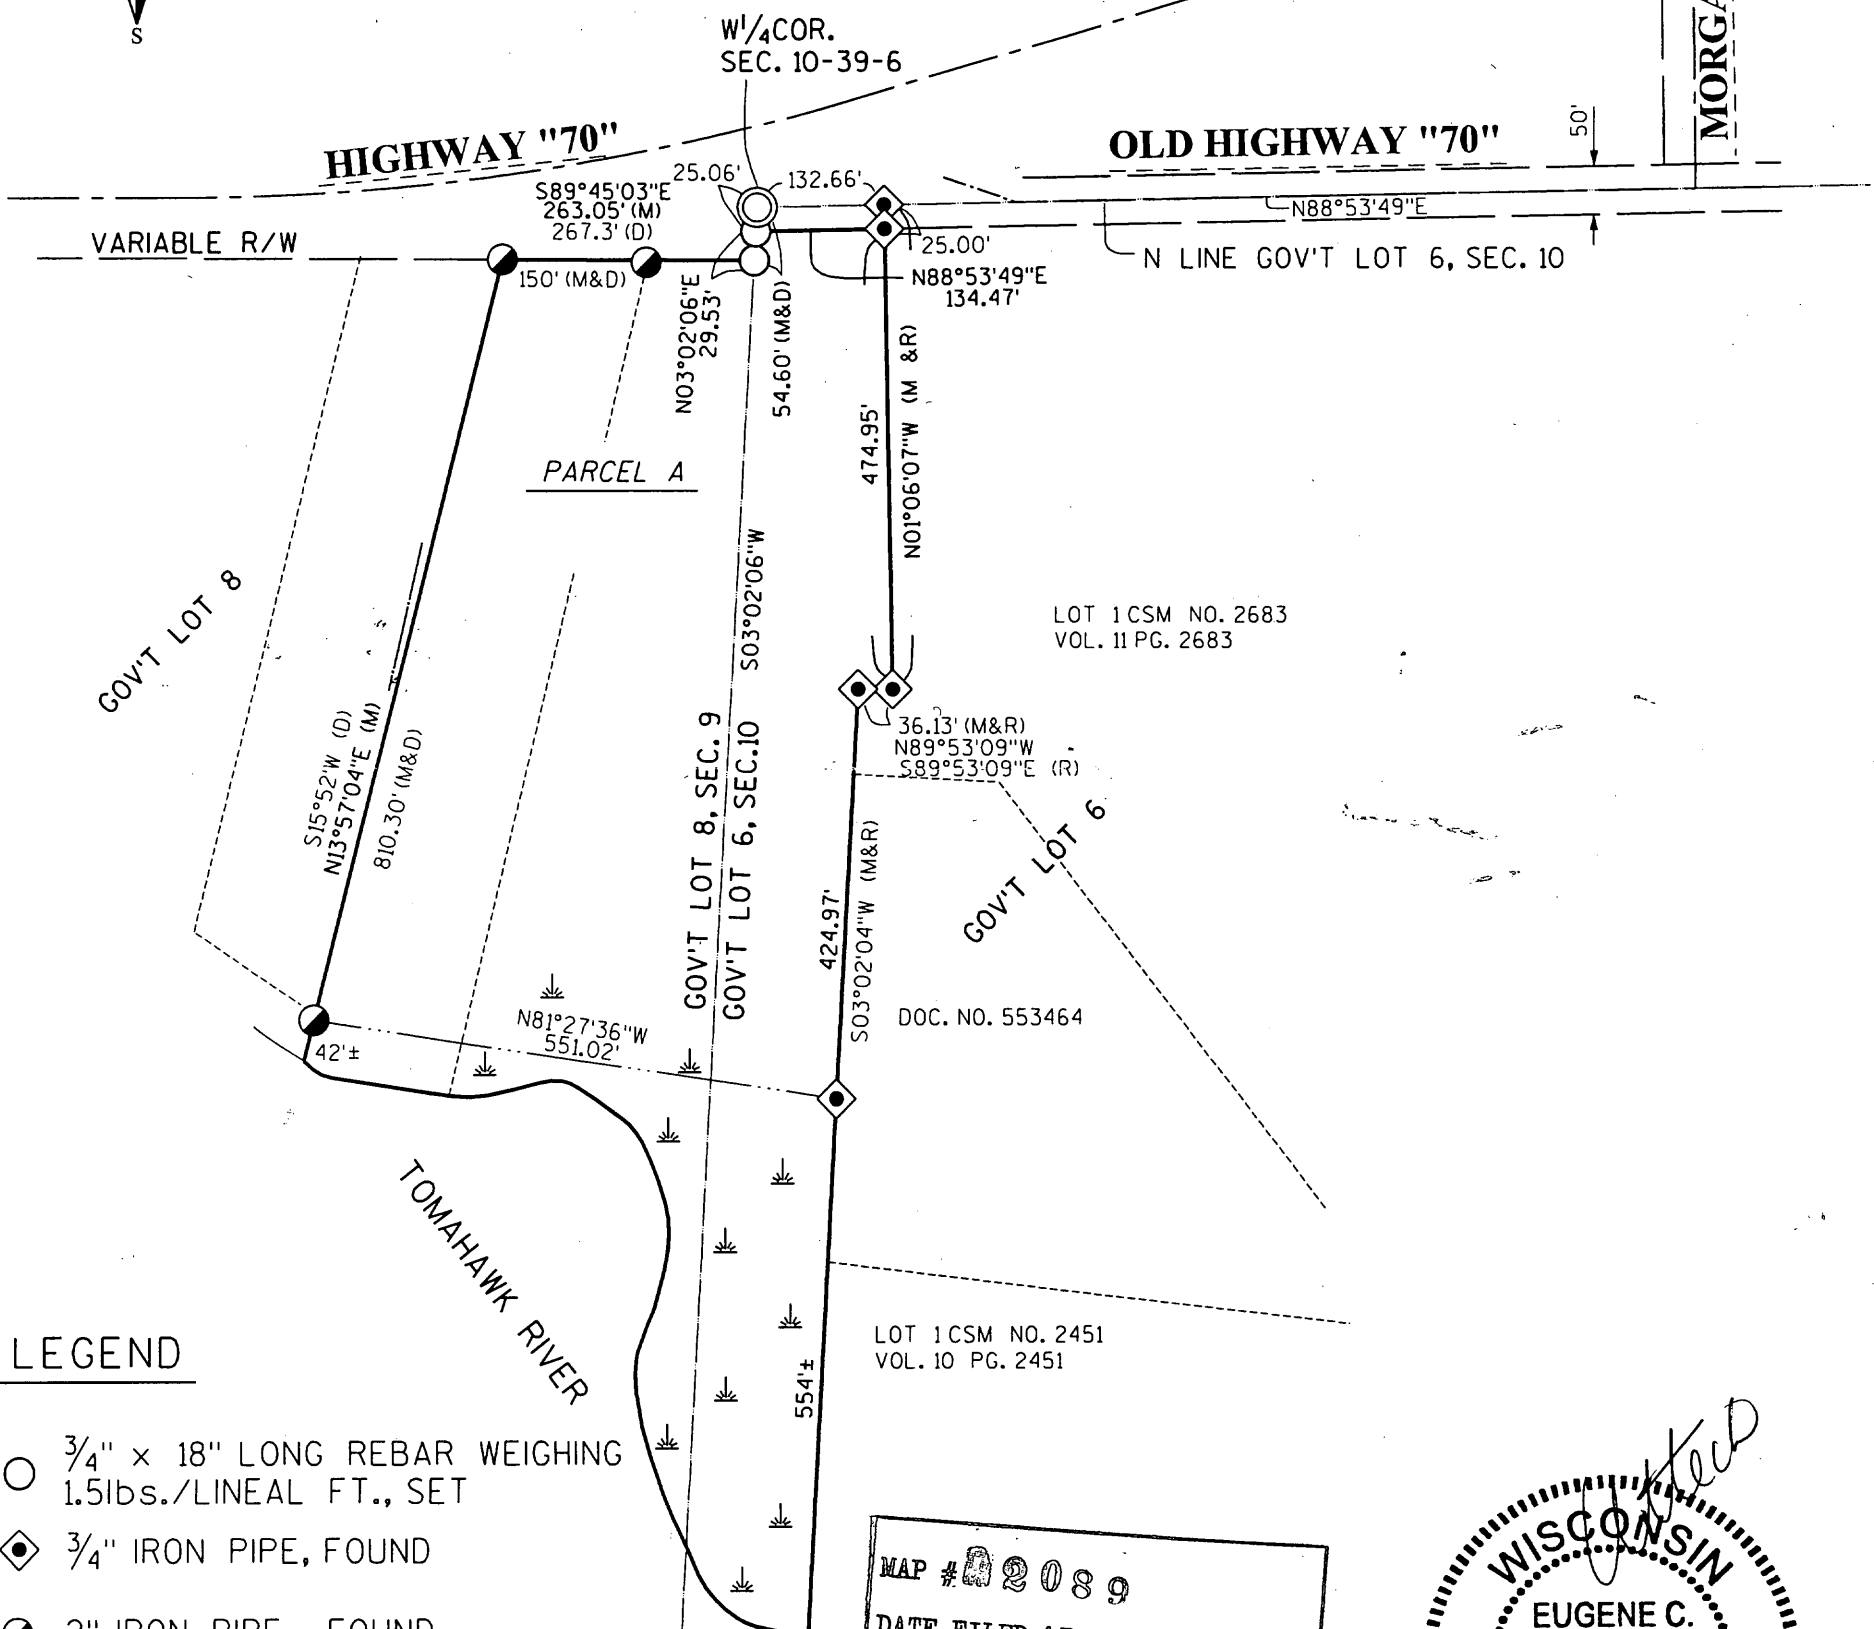 S
W1/4COR.
SEC. 10-39-6
HIGHWAY "70"
OLD HIGHWAY "70"
50'
25.06'
132.66'
S89°45'03"E
263.05' (M)
267.3' (D)
N88°53'49"E
VARIABLE R/W
25.00'
N LINE GOV'T LOT 6, SEC. 10
150' (M&D)
N88°53'49"E
134.47'
N03°02'06"E
29.53'
54.60' (M&D)
474.95'
N01°06'07"W (M &R)
PARCEL A
GOV'T LOT 8
S03°02'06"W
LOT 1 CSM NO. 2683
VOL. 11 PG. 2683
36.13' (M&R)
N89°53'09"W
S89°53'09"E (R)
S15°52'W (D)
N13°57'04"E (M)
810.30' (M&D)
GOV'T LOT 8, SEC. 9
GOV'T LOT 6, SEC.10
GOV'T LOT 6
424.97'
S03°02'04"W (M&R)
DOC. NO. 553464
N81°27'36"W
551.02'
42'±
TOMAHAWK RIVER
LOT 1 CSM NO. 2451
VOL. 10 PG. 2451
554'±
LEGEND
3/4" × 18" LONG REBAR WEIGHING
1.5lbs./LINEAL FT., SET
3/4" IRON PIPE, FOUND
2" IRON PIPE, FOUND
MAP # A2089
DATE FILED
WISCONSIN
EUGENE C.